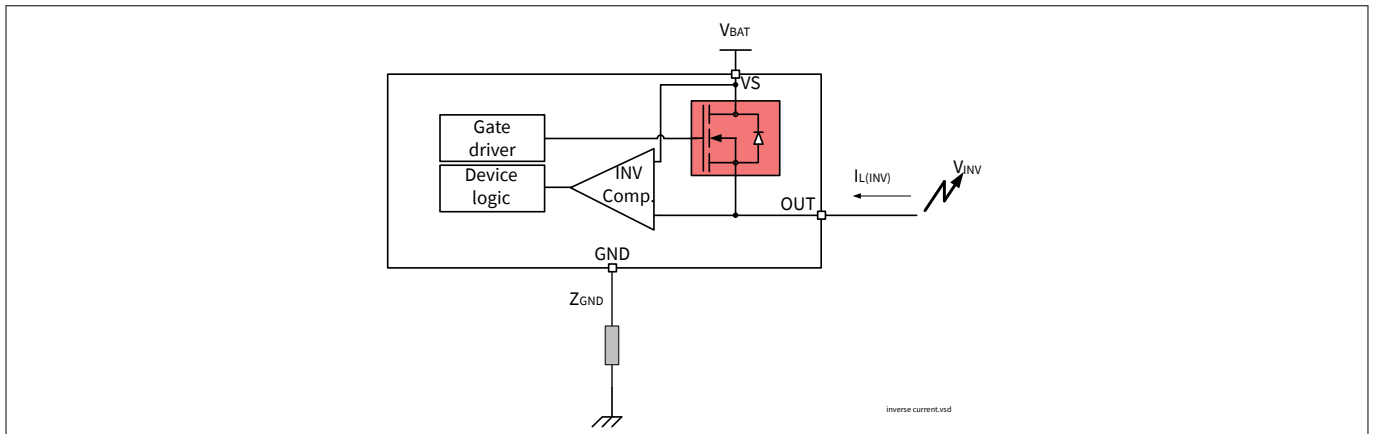 VBAT
VS
Gate
driver
Device
logic
INV
Comp.
IL(INV)
VINV
OUT
GND
ZGND
inverse current.vsd